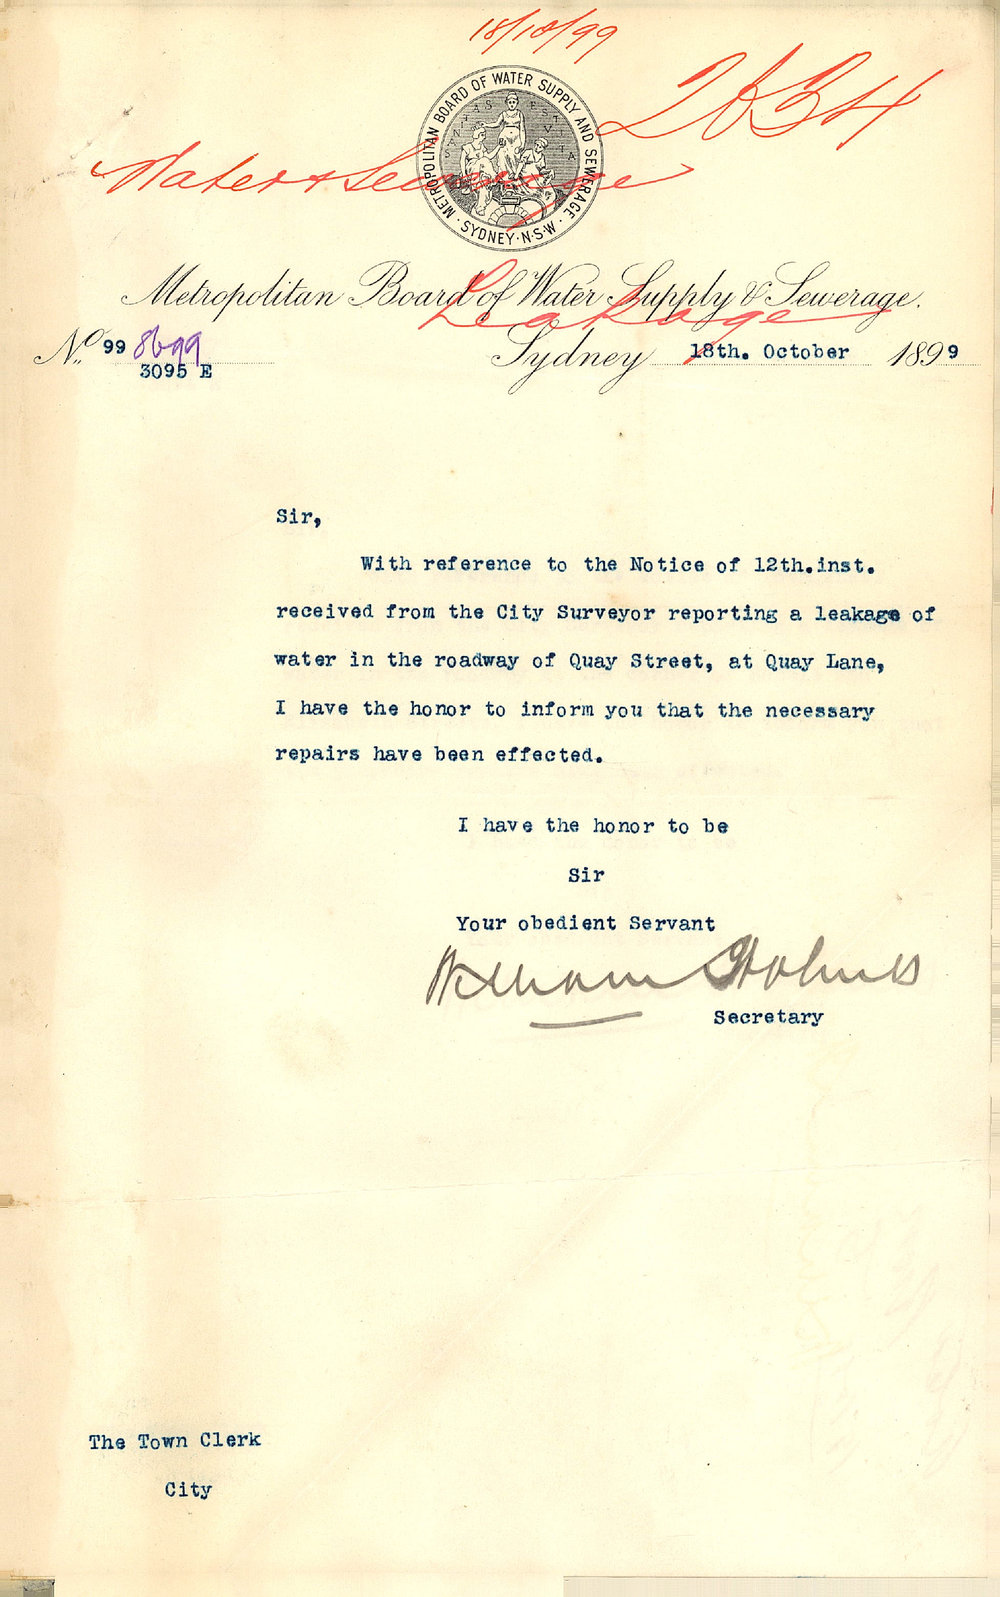 18/10/99
2634
METROPOLITAN BOARD OF WATER SUPPLY AND SEWERAGE
SANITAS EST VITA
· SYDNEY · N·S·W ·
Water & Sewerage
Metropolitan Board of Water Supply & Sewerage.
Leakage
No. 99 8699
3095 E
Sydney 18th. October 1899
Sir,
With reference to the Notice of 12th.inst.
received from the City Surveyor reporting a leakage of
water in the roadway of Quay Street, at Quay Lane,
I have the honor to inform you that the necessary
repairs have been effected.
I have the honor to be
Sir
Your obedient Servant
William Holmes
Secretary
The Town Clerk
City